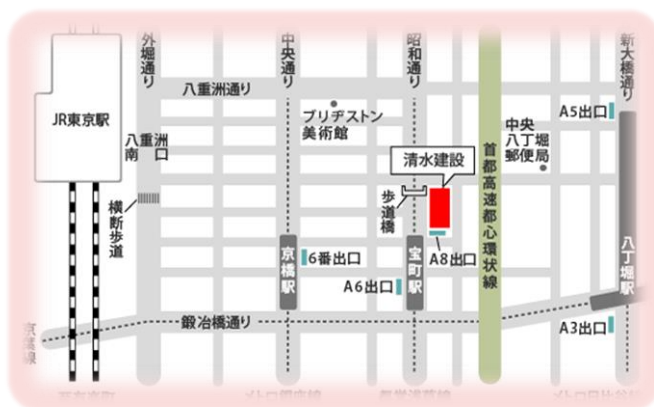 外堀通り
中央通り
昭和通り
新大橋通り
八重洲通り
JR東京駅
ブリヂストン
美術館
A5出口
中央
八丁堀
郵便局
八重洲
南 口
清水建設
首都高速都心環状線
横断歩道
歩道橋
八丁堀駅
京橋駅
6番出口
宝町駅
A8出口
A6出口
鍛冶橋通り
A3出口
京葉線